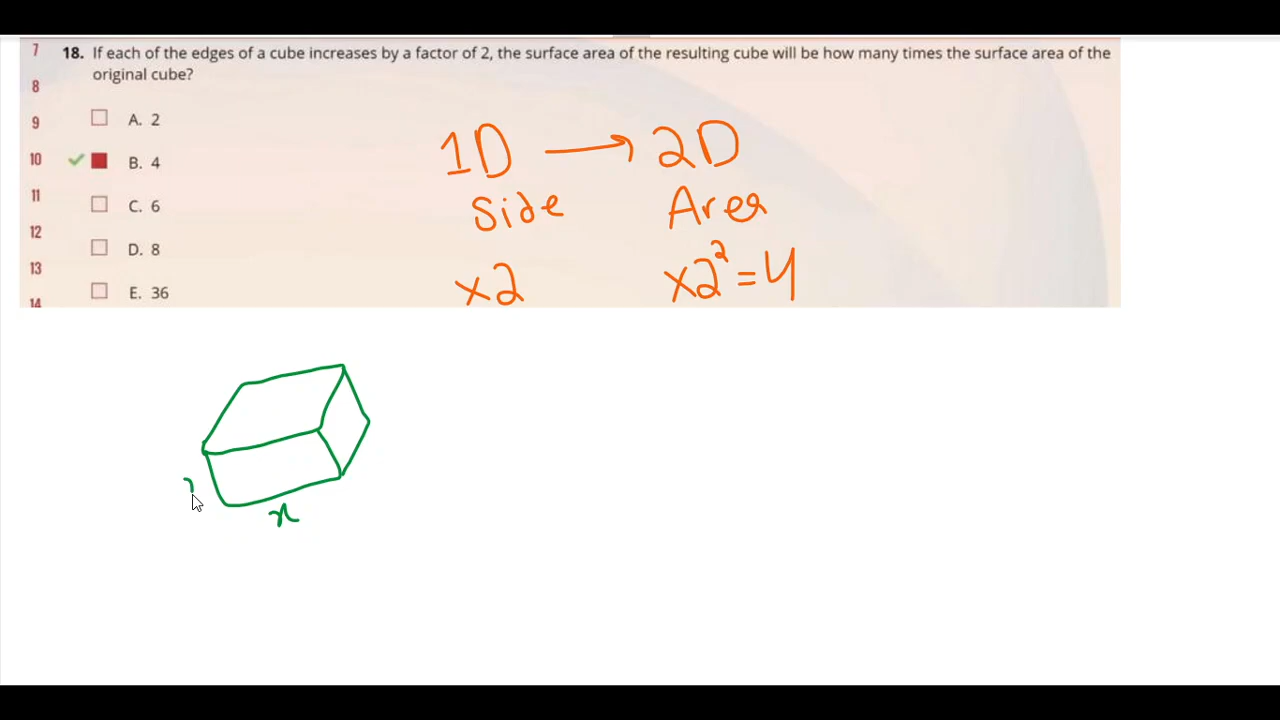 7
18. If each of the edges of a cube increases by a factor of 2, the surface area of the resulting cube will be how many times the surface area of the
original cube?
8
9
A. 2
10
B. 4
11
C. 6
12
D. 8
13
E. 36
14
1D → 2D
Side Area
×2 ×2² = 4
x